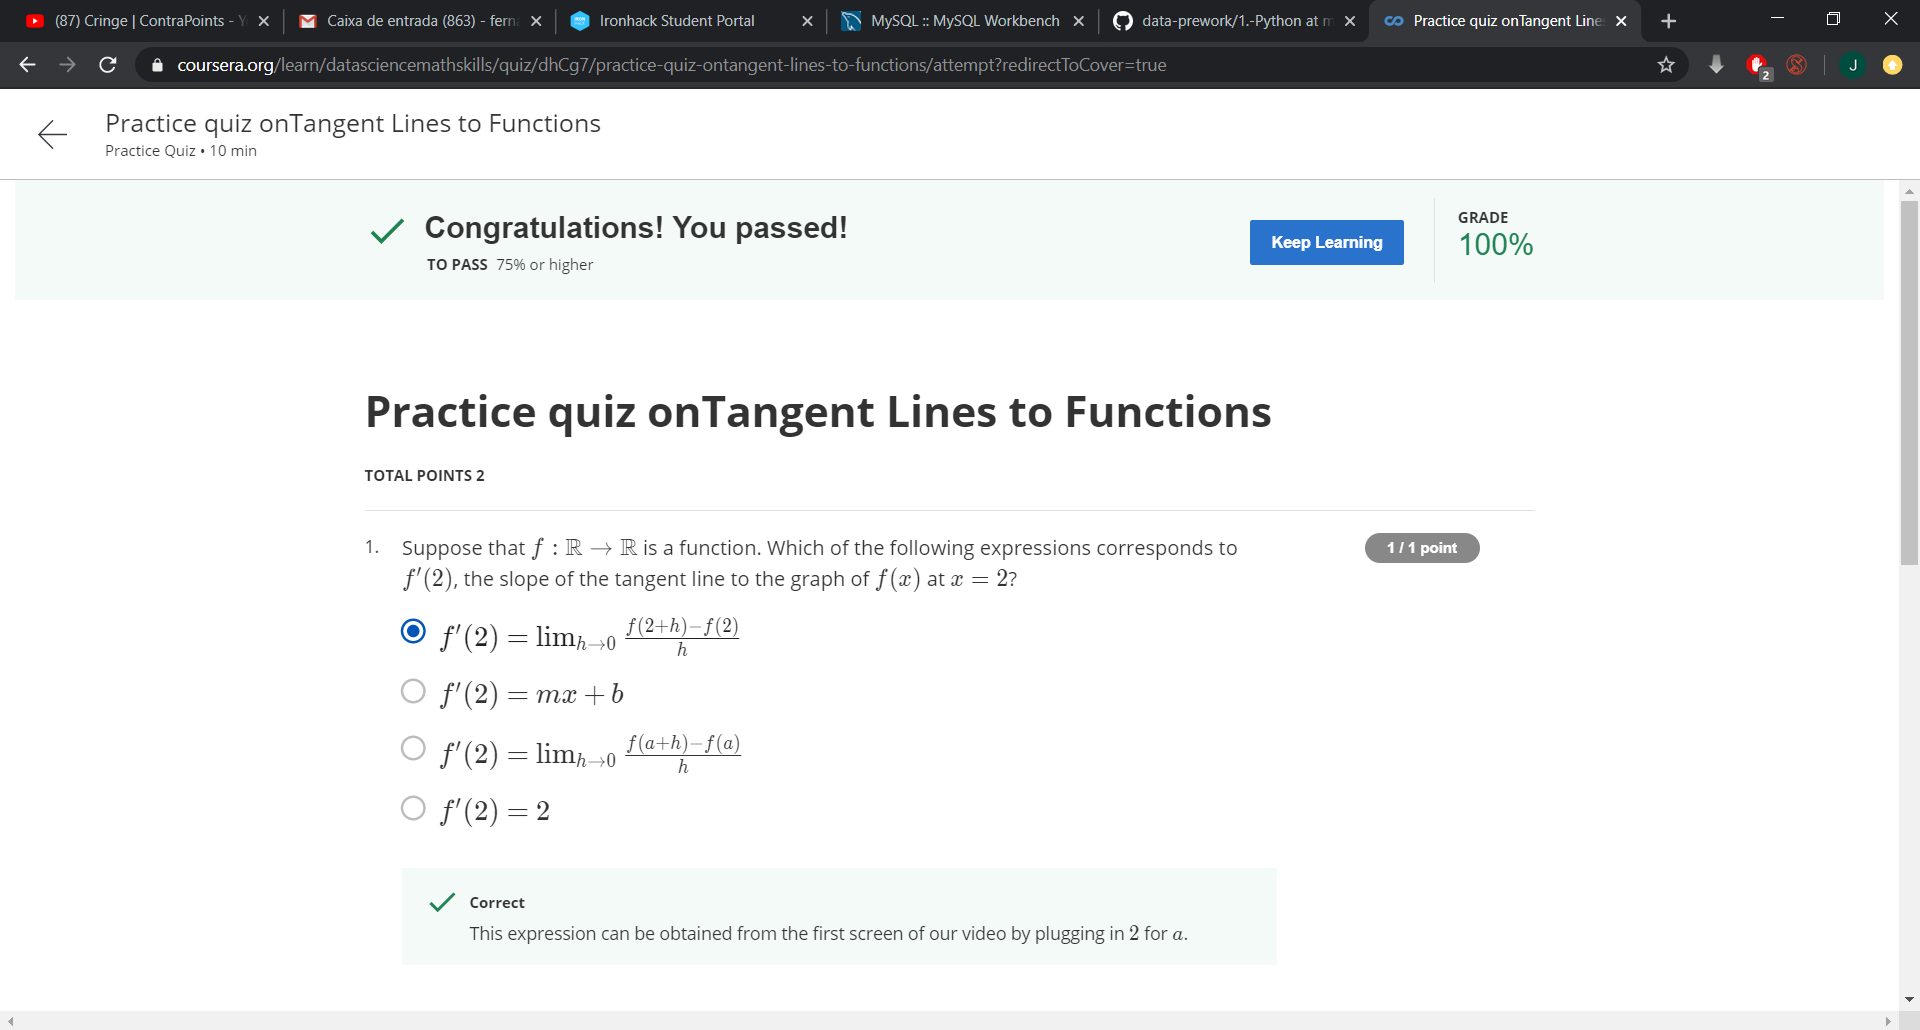 (87) Cringe | ContraPoints - Y
Caixa de entrada (863) - fern
Ironhack Student Portal
MySQL :: MySQL Workbench
data-prework/1.-Python at m
Practice quiz onTangent Line
coursera.org/learn/datasciencemathskills/quiz/dhCg7/practice-quiz-ontangent-lines-to-functions/attempt?redirectToCover=true
2
J
Practice quiz onTangent Lines to Functions
Practice Quiz • 10 min
Congratulations! You passed!
TO PASS 75% or higher
Keep Learning
GRADE
100%
Practice quiz onTangent Lines to Functions
TOTAL POINTS 2
1. Suppose that f : ℝ → ℝ is a function. Which of the following expressions corresponds to
f′(2), the slope of the tangent line to the graph of f(x) at x = 2?
1 / 1 point
f′(2) = lim_{h→0} \frac{f(2+h)−f(2)}{h}
f′(2) = mx + b
f′(2) = lim_{h→0} \frac{f(a+h)−f(a)}{h}
f′(2) = 2
Correct
This expression can be obtained from the first screen of our video by plugging in 2 for a.